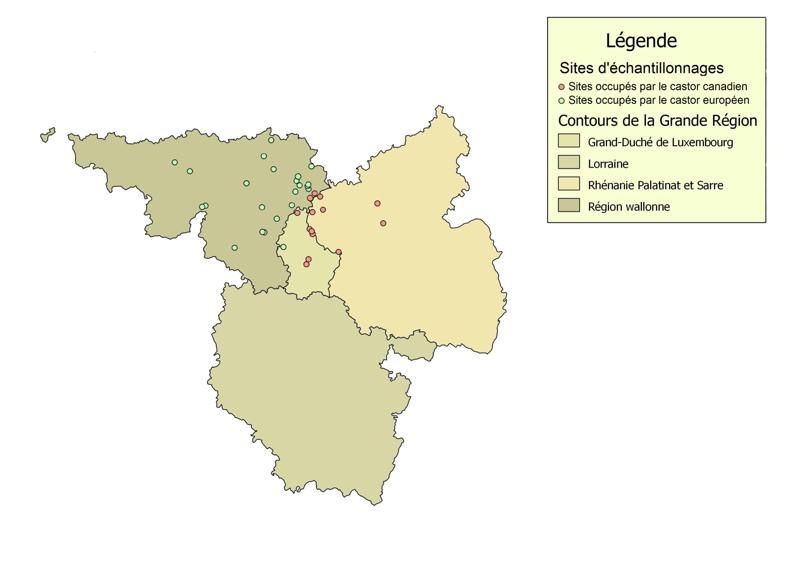 Légende
Sites d'échantillonnages
Sites occupés par le castor canadien
Sites occupés par le castor européen
Contours de la Grande Région
Grand-Duché de Luxembourg
Lorraine
Rhénanie Palatinat et Sarre
Région wallonne